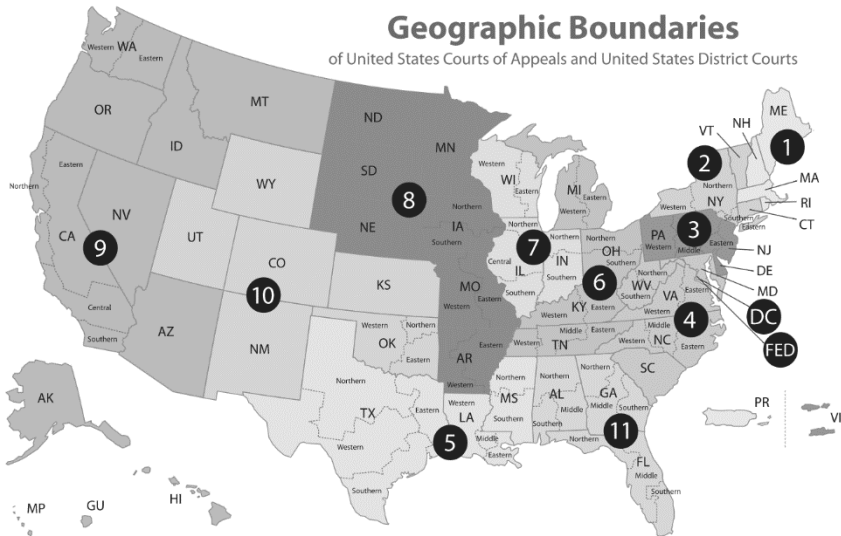 Geographic Boundaries
of United States Courts of Appeals and United States District Courts
Western
WA
Eastern
OR
ID
MT
WY
Northern
Eastern
CA
9
NV
UT
Central
Southern
AZ
CO
10
NM
ND
SD
NE
MN
8
Northern
IA
Southern
KS
MO
Western
Eastern
Western
OK
Northern
Eastern
AR
Eastern
Western
Northern
TX
Eastern
Western
Southern
Western
LA
Middle
Eastern
5
Western
WI
Eastern
MI
Western
Eastern
Northern
7
Central
IL
Southern
Northern
IN
Southern
Northern
OH
Southern
6
KY
Western
Eastern
Western
Middle
Eastern
TN
Northern
MS
Southern
Northern
AL
Middle
Southern
Northern
GA
Middle
Southern
11
Northern
FL
Middle
Southern
ME
1
NH
VT
2
Northern
Western
NY
Southern
Eastern
MA
RI
CT
3
PA
Western
Middle
Eastern
NJ
DE
MD
DC
FED
Northern
WV
Southern
VA
Eastern
Western
4
Middle
Western
NC
Eastern
SC
AK
MP
GU
HI
PR
VI